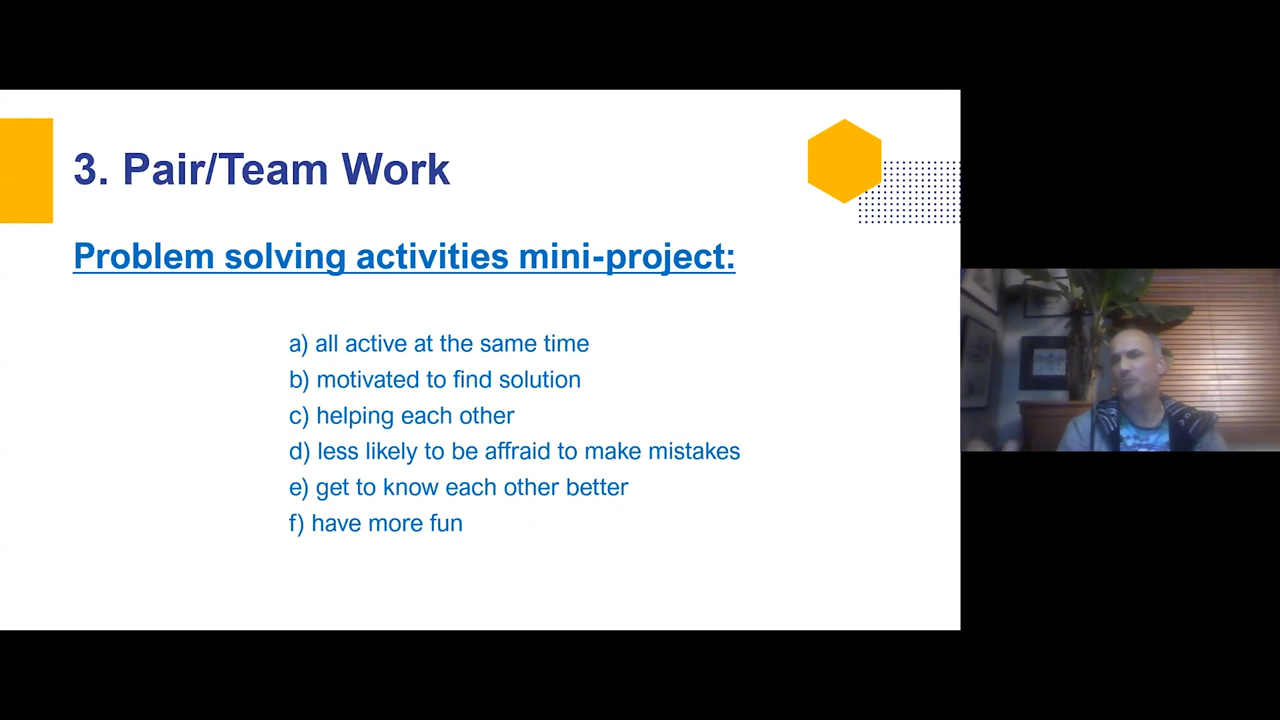 3. Pair/Team Work
Problem solving activities mini-project:
a) all active at the same time
b) motivated to find solution
c) helping each other
d) less likely to be affraid to make mistakes
e) get to know each other better
f) have more fun